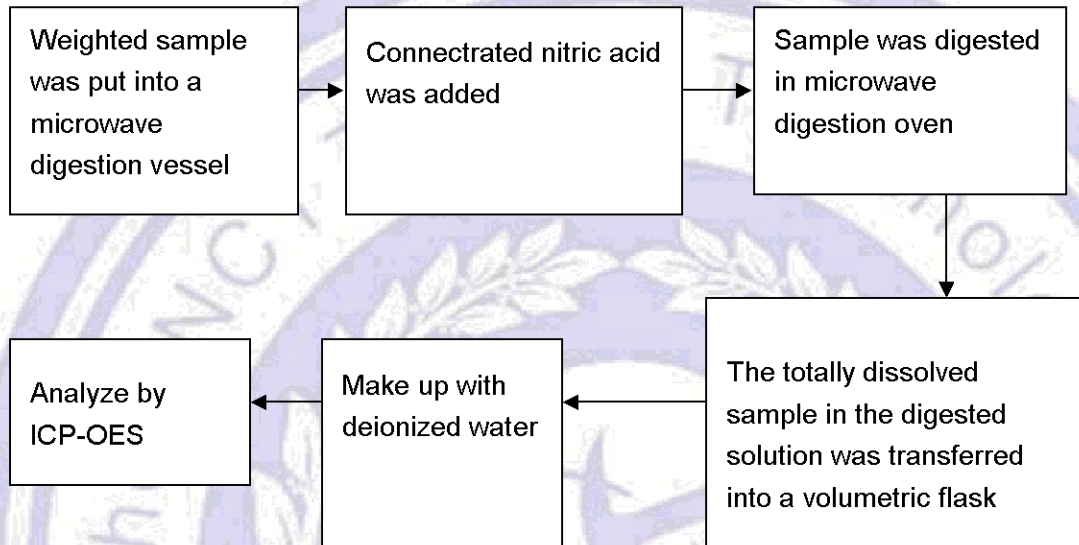 Weighted sample
was put into a
microwave
digestion vessel
Connectrated nitric acid
was added
Sample was digested
in microwave
digestion oven
The totally dissolved
sample in the digested
solution was transferred
into a volumetric flask
Make up with
deionized water
Analyze by
ICP-OES